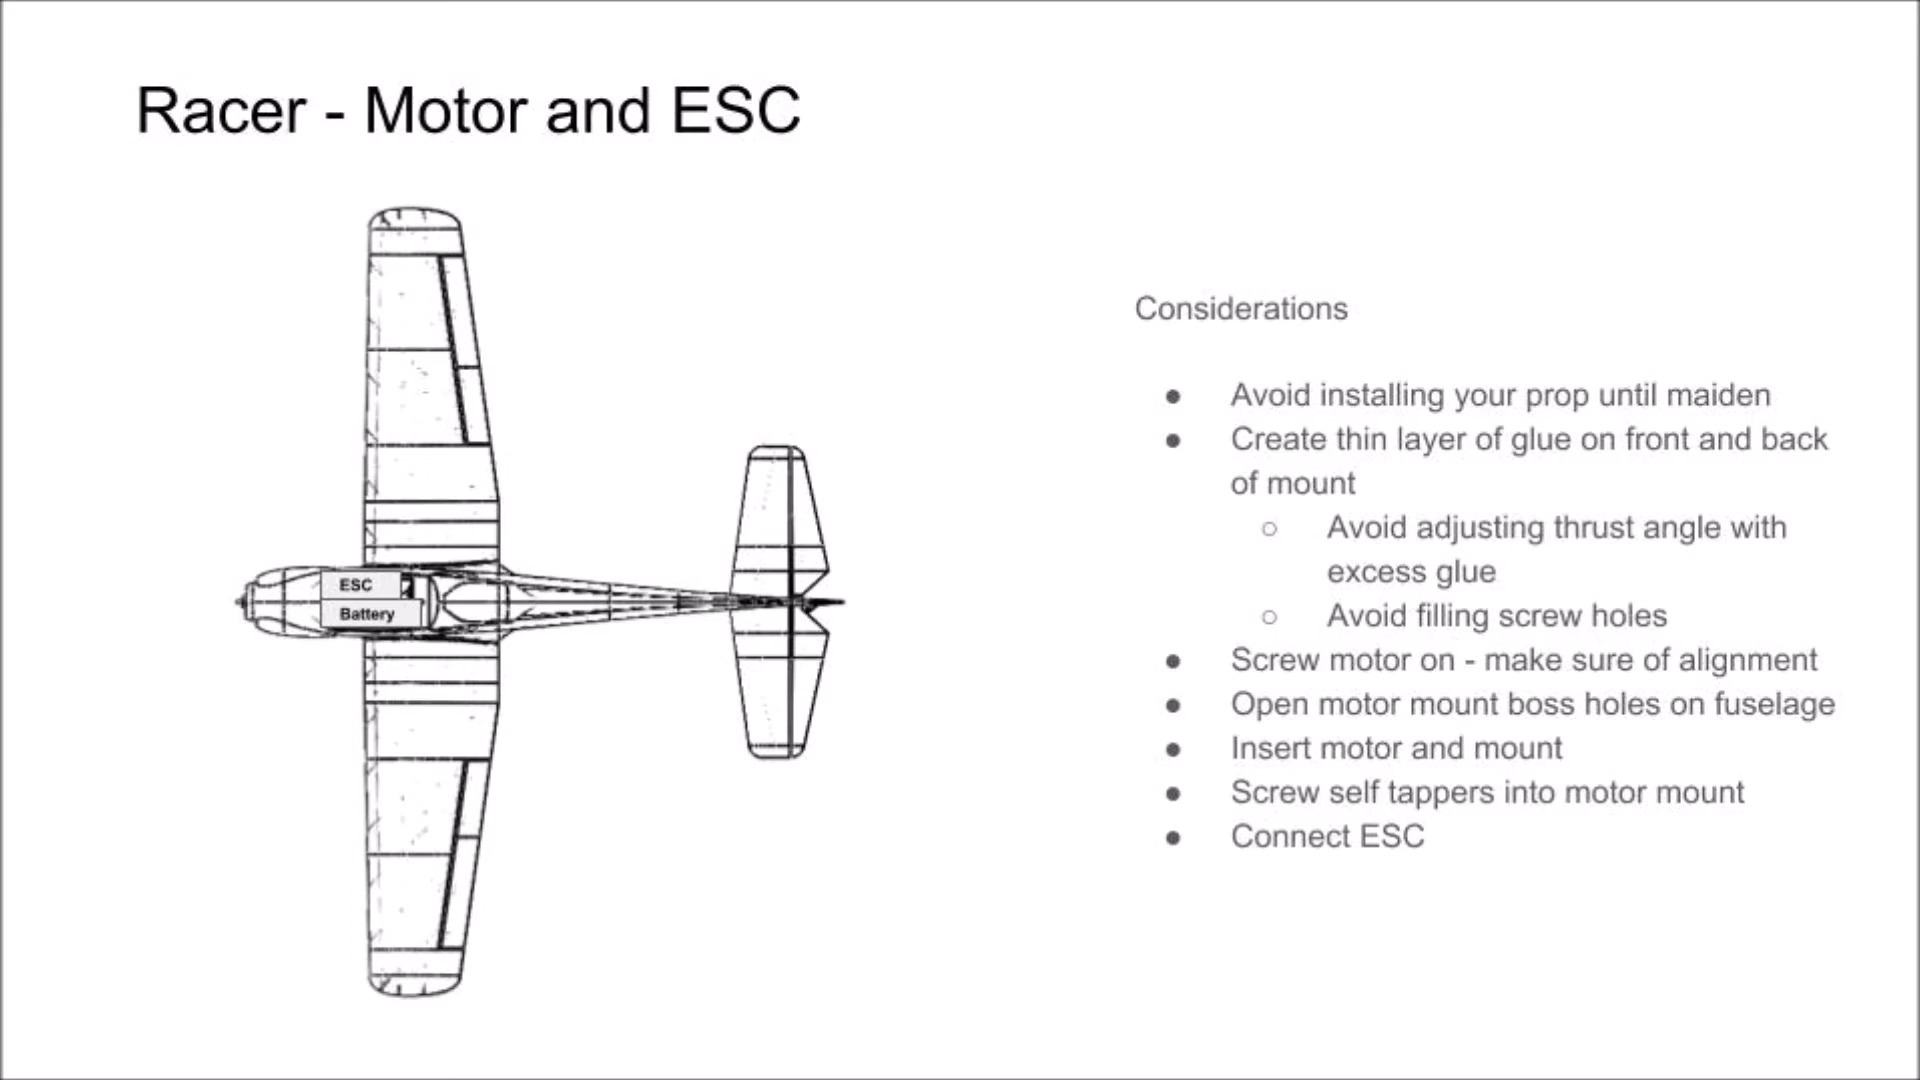 Racer - Motor and ESC
ESC
Battery
Considerations
● Avoid installing your prop until maiden
● Create thin layer of glue on front and back
of mount
○ Avoid adjusting thrust angle with
excess glue
○ Avoid filling screw holes
● Screw motor on - make sure of alignment
● Open motor mount boss holes on fuselage
● Insert motor and mount
● Screw self tappers into motor mount
● Connect ESC